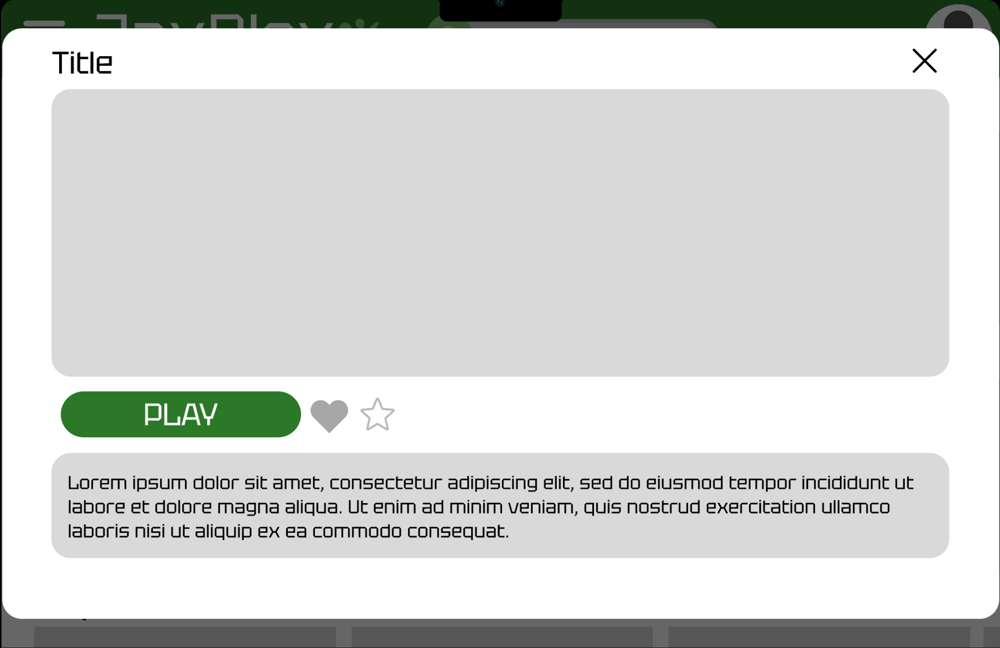 JayPlay
Title
PLAY
Lorem ipsum dolor sit amet, consectetur adipiscing elit, sed do eiusmod tempor incididunt ut
labore et dolore magna aliqua. Ut enim ad minim veniam, quis nostrud exercitation ullamco
laboris nisi ut aliquip ex ea commodo consequat.